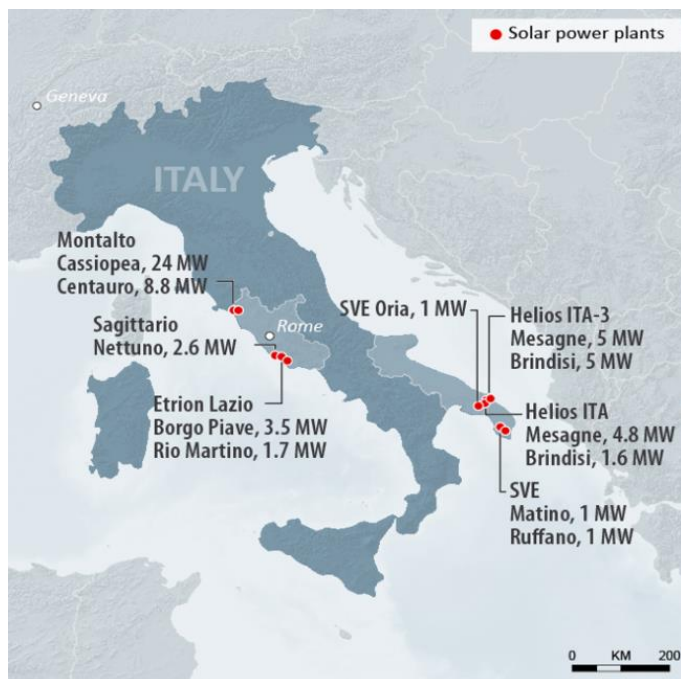 Solar power plants
Geneva
ITALY
Montalto
Cassiopea, 24 MW
Centauro, 8.8 MW
Sagittario
Nettuno, 2.6 MW
Rome
Etrion Lazio
Borgo Piave, 3.5 MW
Rio Martino, 1.7 MW
SVE Oria, 1 MW
Helios ITA-3
Mesagne, 5 MW
Brindisi, 5 MW
Helios ITA
Mesagne, 4.8 MW
Brindisi, 1.6 MW
SVE
Matino, 1 MW
Ruffano, 1 MW
0 KM 200